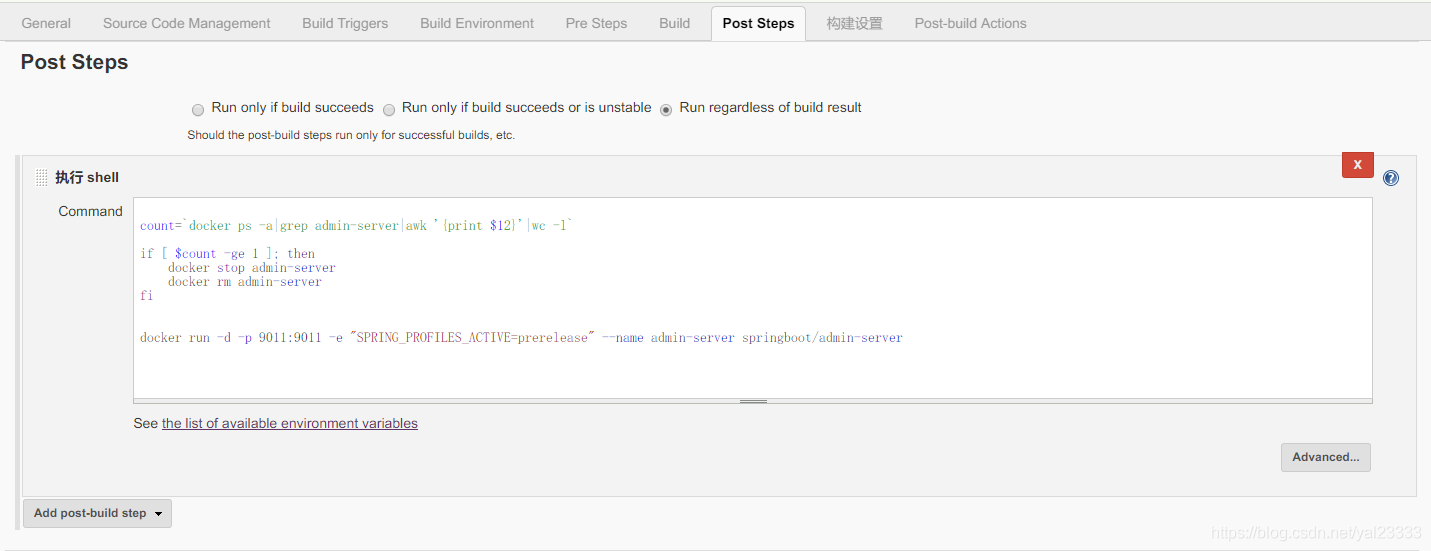 General Source Code Management Build Triggers Build Environment Pre Steps Build Post Steps 构建设置 Post-build Actions
Post Steps
Run only if build succeeds Run only if build succeeds or is unstable Run regardless of build result
Should the post-build steps run only for successful builds, etc.
X
执行 shell
?
Command
count=`docker ps -a|grep admin-server|awk '{print $12}'|wc -l`
if [ $count -ge 1 ]; then
    docker stop admin-server
    docker rm admin-server
fi
docker run -d -p 9011:9011 -e "SPRING_PROFILES_ACTIVE=prerelease" --name admin-server springboot/admin-server
See the list of available environment variables
Advanced...
Add post-build step
https://blog.csdn.net/yal23333